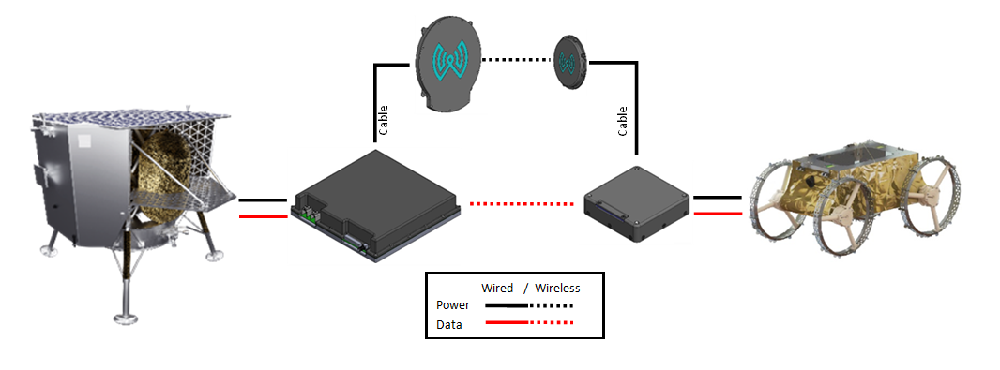 Cable
Cable
Wired / Wireless
Power
Data